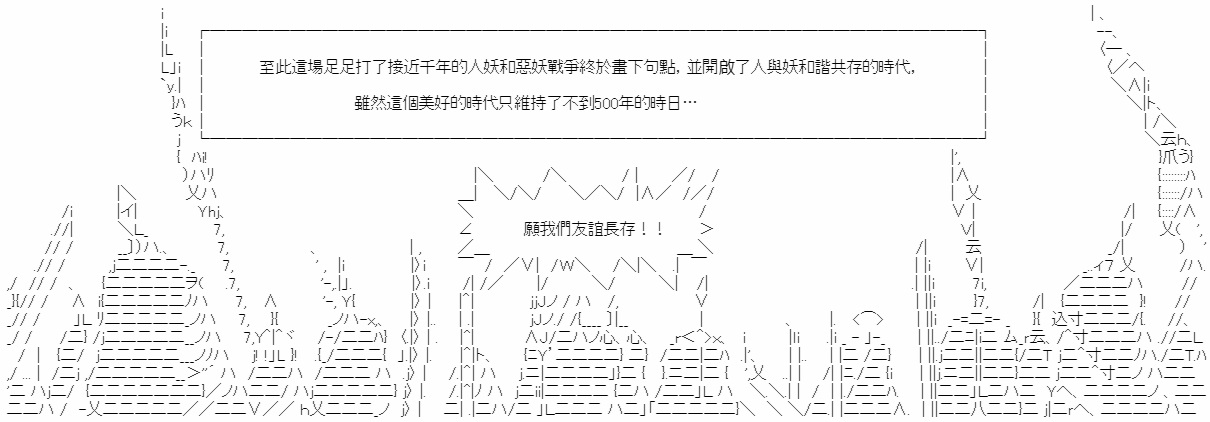 至此這場足足打了接近千年的人妖和惡妖戰爭終於畫下句點，並開啟了人與妖和諧共存的時代，
雖然這個美好的時代只維持了不到500年的時日…
願我們友誼長存！！